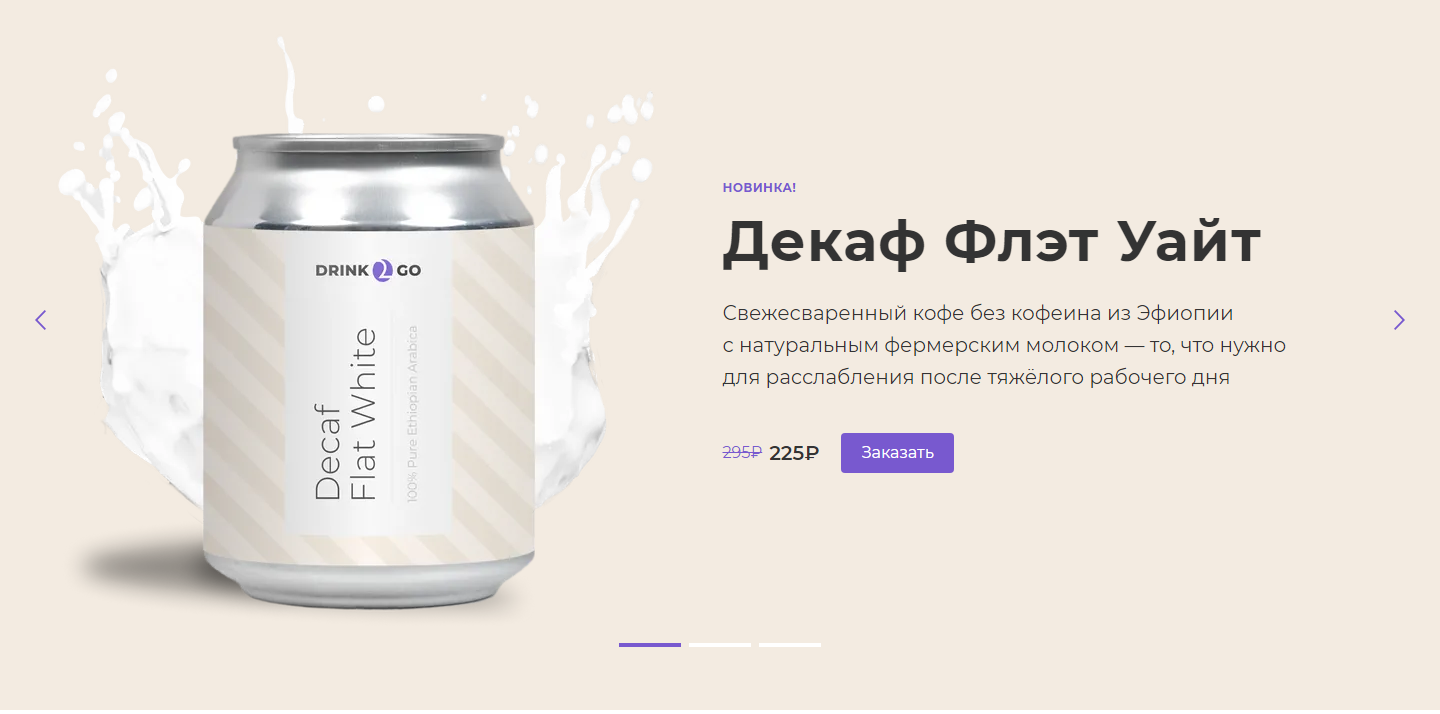 НОВИНКА!
Декаф Флэт Уайт
Свежесваренный кофе без кофеина из Эфиопии
с натуральным фермерским молоком — то, что нужно
для расслабления после тяжёлого рабочего дня
295₽ 225₽ Заказать
DRINK 2 GO
Decaf
Flat White
100% Pure Ethiopian Arabica